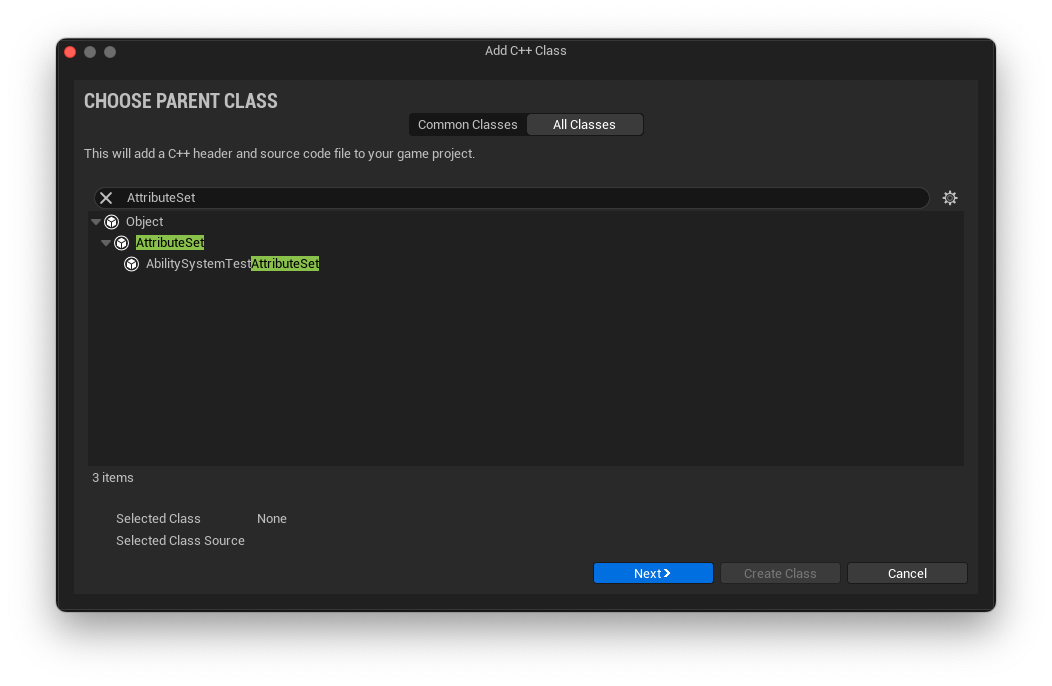 Add C++ Class
CHOOSE PARENT CLASS
Common Classes All Classes
This will add a C++ header and source code file to your game project.
AttributeSet
Object
AttributeSet
AbilitySystemTestAttributeSet
3 items
Selected Class None
Selected Class Source
Next Create Class Cancel